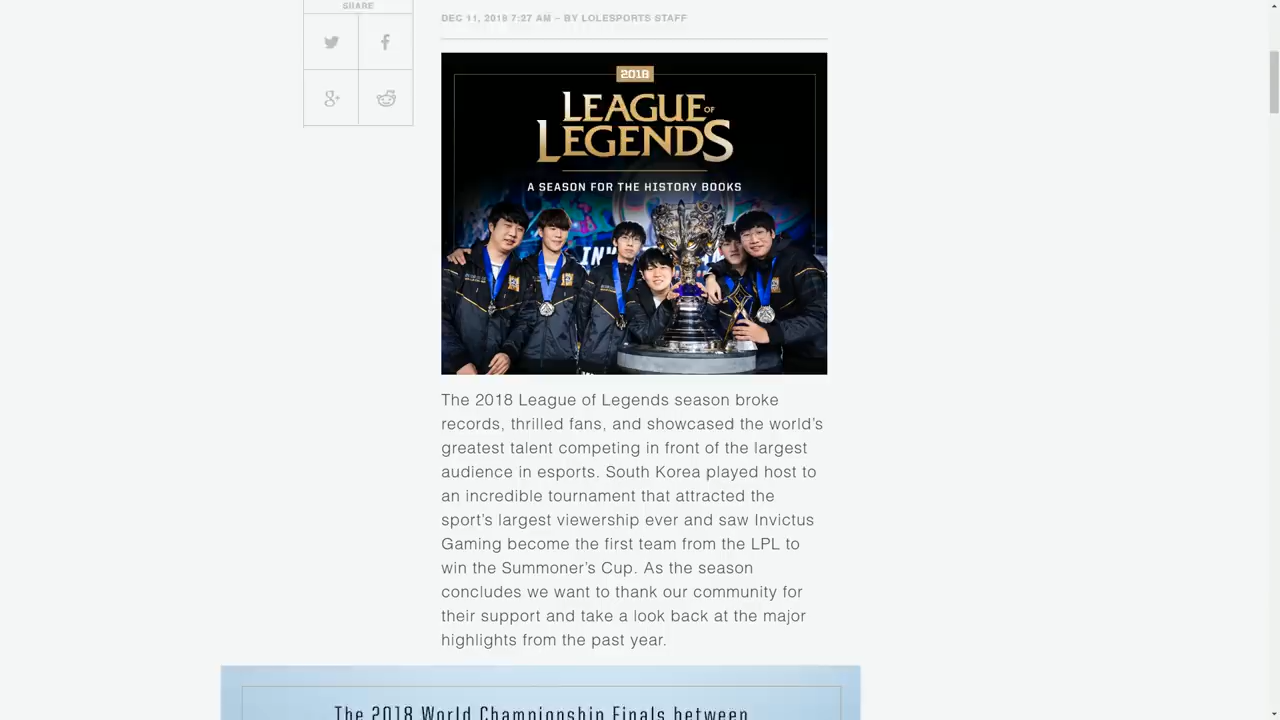 SHARE
DEC 11, 2018 7:27 AM – BY LOLESPORTS STAFF
2018
LEAGUE OF
LEGENDS
A SEASON FOR THE HISTORY BOOKS
The 2018 League of Legends season broke
records, thrilled fans, and showcased the world’s
greatest talent competing in front of the largest
audience in esports. South Korea played host to
an incredible tournament that attracted the
sport’s largest viewership ever and saw Invictus
Gaming become the first team from the LPL to
win the Summoner’s Cup. As the season
concludes we want to thank our community for
their support and take a look back at the major
highlights from the past year.
The 2018 World Championship Finals between